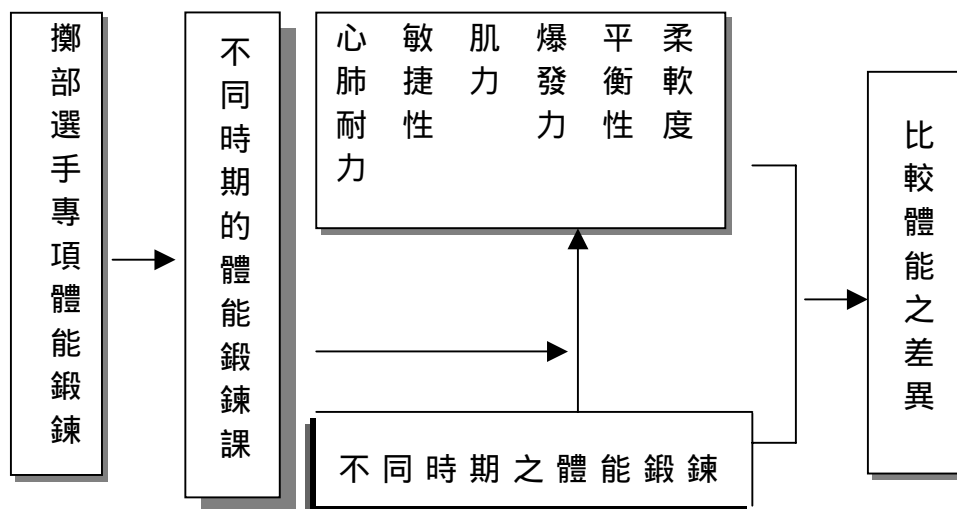 擲部選手專項體能鍛鍊
不同時期的體能鍛鍊課
心肺耐力
敏捷性
肌力
爆發力
平衡性
柔軟度
不同時期之體能鍛鍊
比較體能之差異